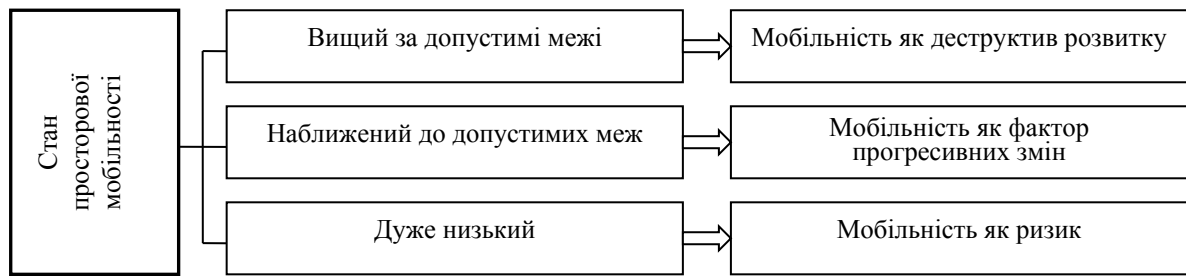 Стан
просторової
мобільності
Вищий за допустимі межі
Мобільність як деструктив розвитку
Наближений до допустимих меж
Мобільність як фактор
прогресивних змін
Дуже низький
Мобільність як ризик